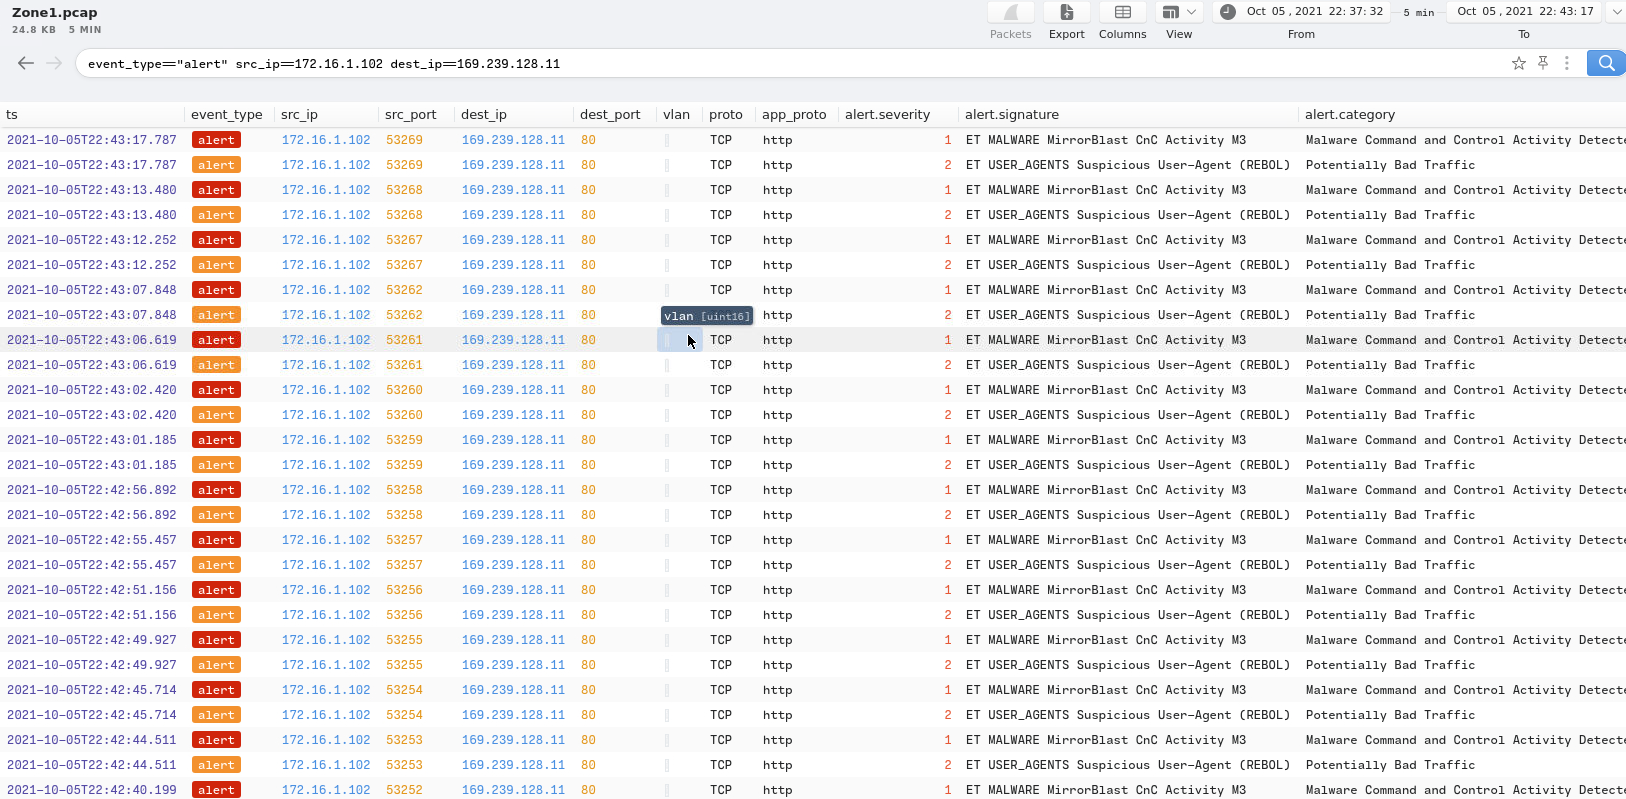 Zone1.pcap
24.8 KB 5 MIN
Packets Export Columns View
Oct 05 , 2021 22: 37: 32 5 min Oct 05 , 2021 22: 43: 17
From To
event_type=="alert" src_ip==172.16.1.102 dest_ip==169.239.128.11
ts event_type src_ip src_port dest_ip dest_port vlan proto app_proto alert.severity alert.signature alert.category
2021-10-05T22:43:17.787 alert 172.16.1.102 53269 169.239.128.11 80 TCP http 1 ET MALWARE MirrorBlast CnC Activity M3 Malware Command and Control Activity Detecte
2021-10-05T22:43:17.787 alert 172.16.1.102 53269 169.239.128.11 80 TCP http 2 ET USER_AGENTS Suspicious User-Agent (REBOL) Potentially Bad Traffic
2021-10-05T22:43:13.480 alert 172.16.1.102 53268 169.239.128.11 80 TCP http 1 ET MALWARE MirrorBlast CnC Activity M3 Malware Command and Control Activity Detecte
2021-10-05T22:43:13.480 alert 172.16.1.102 53268 169.239.128.11 80 TCP http 2 ET USER_AGENTS Suspicious User-Agent (REBOL) Potentially Bad Traffic
2021-10-05T22:43:12.252 alert 172.16.1.102 53267 169.239.128.11 80 TCP http 1 ET MALWARE MirrorBlast CnC Activity M3 Malware Command and Control Activity Detecte
2021-10-05T22:43:12.252 alert 172.16.1.102 53267 169.239.128.11 80 TCP http 2 ET USER_AGENTS Suspicious User-Agent (REBOL) Potentially Bad Traffic
2021-10-05T22:43:07.848 alert 172.16.1.102 53262 169.239.128.11 80 TCP http 1 ET MALWARE MirrorBlast CnC Activity M3 Malware Command and Control Activity Detecte
2021-10-05T22:43:07.848 alert 172.16.1.102 53262 169.239.128.11 80 vlan [uint16] http 2 ET USER_AGENTS Suspicious User-Agent (REBOL) Potentially Bad Traffic
2021-10-05T22:43:06.619 alert 172.16.1.102 53261 169.239.128.11 80 TCP http 1 ET MALWARE MirrorBlast CnC Activity M3 Malware Command and Control Activity Detecte
2021-10-05T22:43:06.619 alert 172.16.1.102 53261 169.239.128.11 80 TCP http 2 ET USER_AGENTS Suspicious User-Agent (REBOL) Potentially Bad Traffic
2021-10-05T22:43:02.420 alert 172.16.1.102 53260 169.239.128.11 80 TCP http 1 ET MALWARE MirrorBlast CnC Activity M3 Malware Command and Control Activity Detecte
2021-10-05T22:43:02.420 alert 172.16.1.102 53260 169.239.128.11 80 TCP http 2 ET USER_AGENTS Suspicious User-Agent (REBOL) Potentially Bad Traffic
2021-10-05T22:43:01.185 alert 172.16.1.102 53259 169.239.128.11 80 TCP http 1 ET MALWARE MirrorBlast CnC Activity M3 Malware Command and Control Activity Detecte
2021-10-05T22:43:01.185 alert 172.16.1.102 53259 169.239.128.11 80 TCP http 2 ET USER_AGENTS Suspicious User-Agent (REBOL) Potentially Bad Traffic
2021-10-05T22:42:56.892 alert 172.16.1.102 53258 169.239.128.11 80 TCP http 1 ET MALWARE MirrorBlast CnC Activity M3 Malware Command and Control Activity Detecte
2021-10-05T22:42:56.892 alert 172.16.1.102 53258 169.239.128.11 80 TCP http 2 ET USER_AGENTS Suspicious User-Agent (REBOL) Potentially Bad Traffic
2021-10-05T22:42:55.457 alert 172.16.1.102 53257 169.239.128.11 80 TCP http 1 ET MALWARE MirrorBlast CnC Activity M3 Malware Command and Control Activity Detecte
2021-10-05T22:42:55.457 alert 172.16.1.102 53257 169.239.128.11 80 TCP http 2 ET USER_AGENTS Suspicious User-Agent (REBOL) Potentially Bad Traffic
2021-10-05T22:42:51.156 alert 172.16.1.102 53256 169.239.128.11 80 TCP http 1 ET MALWARE MirrorBlast CnC Activity M3 Malware Command and Control Activity Detecte
2021-10-05T22:42:51.156 alert 172.16.1.102 53256 169.239.128.11 80 TCP http 2 ET USER_AGENTS Suspicious User-Agent (REBOL) Potentially Bad Traffic
2021-10-05T22:42:49.927 alert 172.16.1.102 53255 169.239.128.11 80 TCP http 1 ET MALWARE MirrorBlast CnC Activity M3 Malware Command and Control Activity Detecte
2021-10-05T22:42:49.927 alert 172.16.1.102 53255 169.239.128.11 80 TCP http 2 ET USER_AGENTS Suspicious User-Agent (REBOL) Potentially Bad Traffic
2021-10-05T22:42:45.714 alert 172.16.1.102 53254 169.239.128.11 80 TCP http 1 ET MALWARE MirrorBlast CnC Activity M3 Malware Command and Control Activity Detecte
2021-10-05T22:42:45.714 alert 172.16.1.102 53254 169.239.128.11 80 TCP http 2 ET USER_AGENTS Suspicious User-Agent (REBOL) Potentially Bad Traffic
2021-10-05T22:42:44.511 alert 172.16.1.102 53253 169.239.128.11 80 TCP http 1 ET MALWARE MirrorBlast CnC Activity M3 Malware Command and Control Activity Detecte
2021-10-05T22:42:44.511 alert 172.16.1.102 53253 169.239.128.11 80 TCP http 2 ET USER_AGENTS Suspicious User-Agent (REBOL) Potentially Bad Traffic
2021-10-05T22:42:40.199 alert 172.16.1.102 53252 169.239.128.11 80 TCP http 1 ET MALWARE MirrorBlast CnC Activity M3 Malware Command and Control Activity Detecte